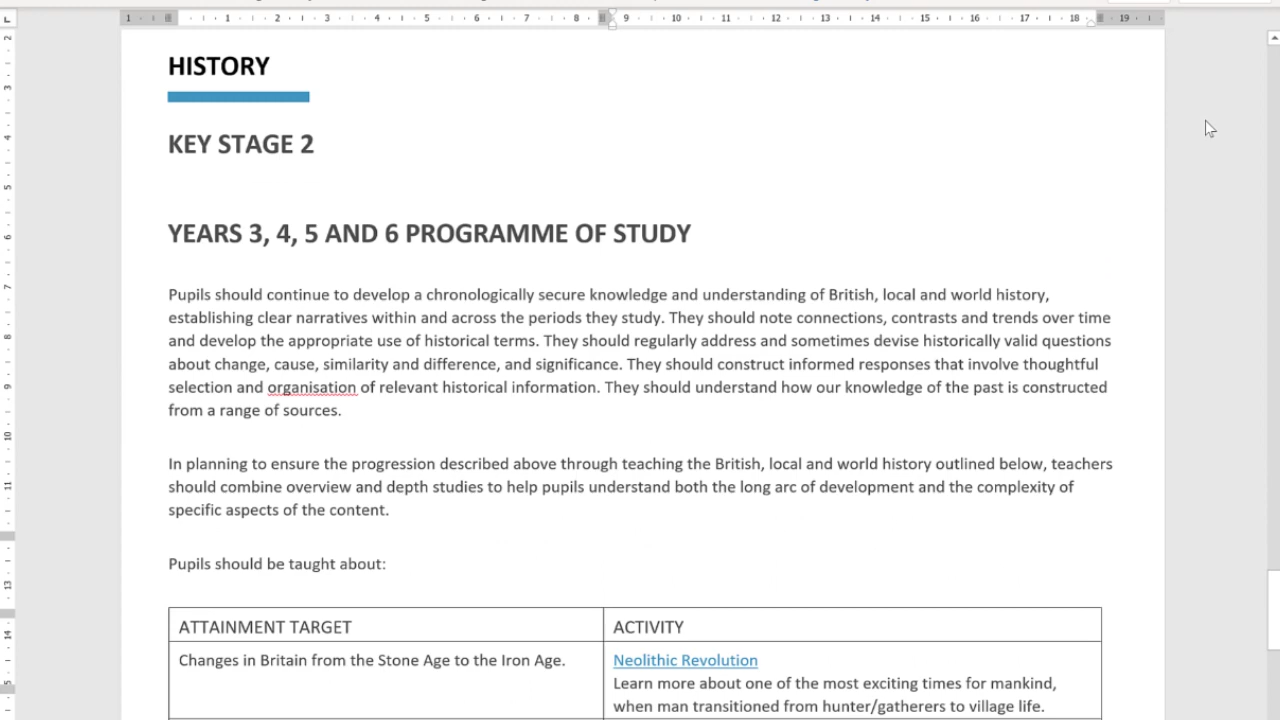 HISTORY
KEY STAGE 2
YEARS 3, 4, 5 AND 6 PROGRAMME OF STUDY
Pupils should continue to develop a chronologically secure knowledge and understanding of British, local and world history,
establishing clear narratives within and across the periods they study. They should note connections, contrasts and trends over time
and develop the appropriate use of historical terms. They should regularly address and sometimes devise historically valid questions
about change, cause, similarity and difference, and significance. They should construct informed responses that involve thoughtful
selection and organisation of relevant historical information. They should understand how our knowledge of the past is constructed
from a range of sources.
In planning to ensure the progression described above through teaching the British, local and world history outlined below, teachers
should combine overview and depth studies to help pupils understand both the long arc of development and the complexity of
specific aspects of the content.
Pupils should be taught about:
ATTAINMENT TARGET
ACTIVITY
Changes in Britain from the Stone Age to the Iron Age.
Neolithic Revolution
Learn more about one of the most exciting times for mankind,
when man transitioned from hunter/gatherers to village life.